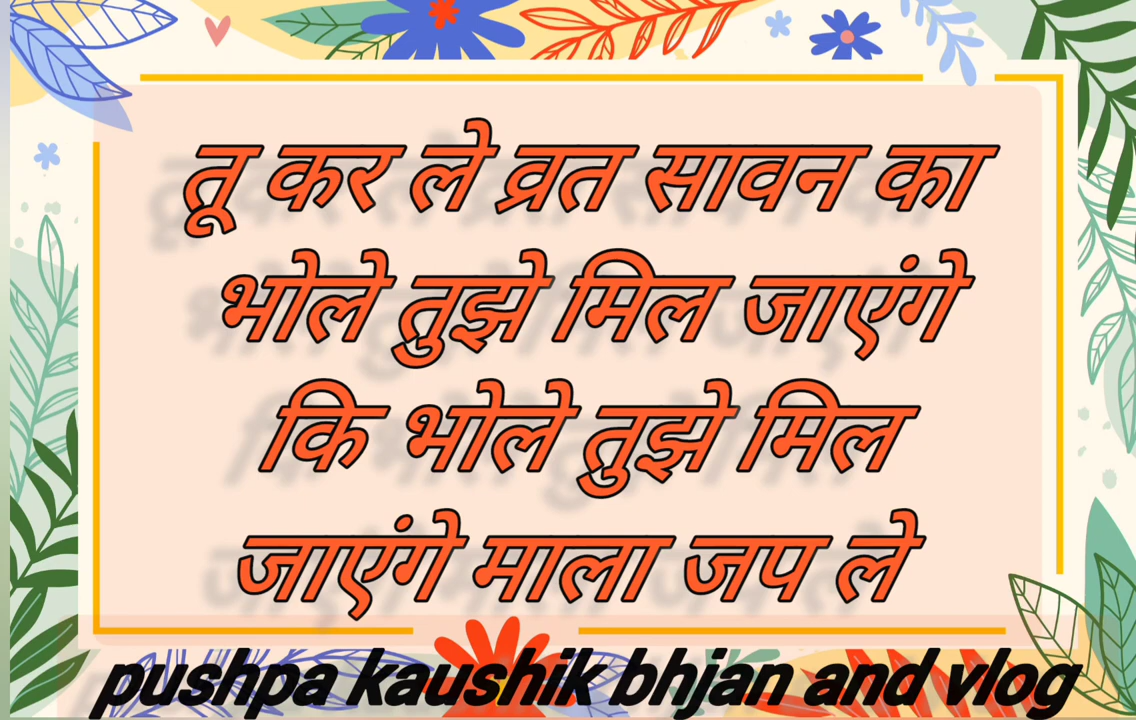 तू कर ले व्रत सावन का
भोले तुझे मिल जाएंगे
कि भोले तुझे मिल
जाएंगे माला जप ले
pushpa kaushik bhjan and vlog